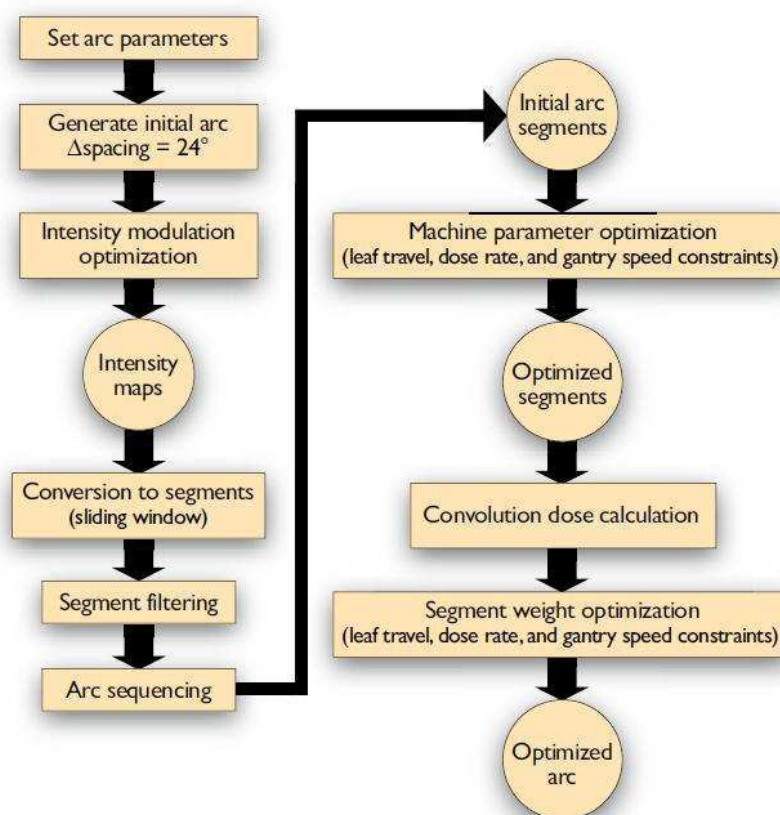 Set arc parameters
Generate initial arc
Δspacing = 24°
Intensity modulation
optimization
Intensity
maps
Conversion to segments
(sliding window)
Segment filtering
Arc sequencing
Initial arc
segments
Machine parameter optimization
(leaf travel, dose rate, and gantry speed constraints)
Optimized
segments
Convolution dose calculation
Segment weight optimization
(leaf travel, dose rate, and gantry speed constraints)
Optimized
arc